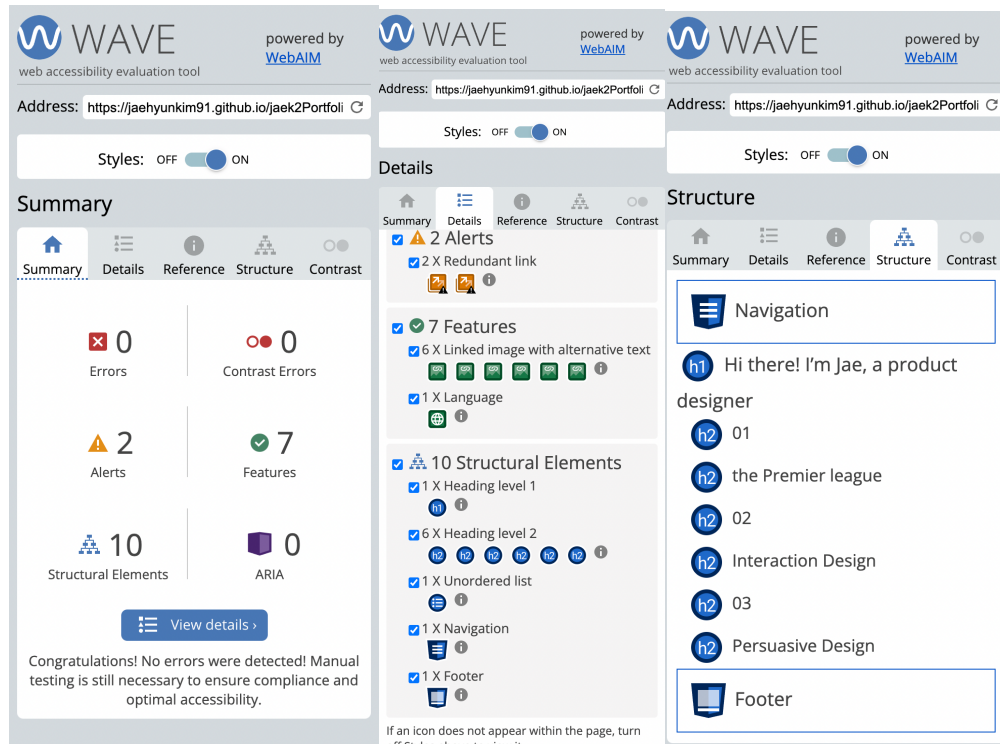 WAVE
powered by
WebAIM
web accessibility evaluation tool
Address: https://jaehyunkim91.github.io/jaek2Portfoli
Styles: OFF ON
Summary
Summary Details Reference Structure Contrast
0 0
Errors Contrast Errors
2 7
Alerts Features
10 0
Structural Elements ARIA
View details ›
Congratulations! No errors were detected! Manual
testing is still necessary to ensure compliance and
optimal accessibility.
WAVE
powered by
WebAIM
web accessibility evaluation tool
Address: https://jaehyunkim91.github.io/jaek2Portfoli
Styles: OFF ON
Details
Summary Details Reference Structure Contrast
2 Alerts
2 X Redundant link
7 Features
6 X Linked image with alternative text
1 X Language
10 Structural Elements
1 X Heading level 1
h1
6 X Heading level 2
h2 h2 h2 h2 h2 h2
1 X Unordered list
1 X Navigation
1 X Footer
If an icon does not appear within the page, turn
WAVE
powered by
WebAIM
web accessibility evaluation tool
Address: https://jaehyunkim91.github.io/jaek2Portfoli
Styles: OFF ON
Structure
Summary Details Reference Structure Contrast
Navigation
h1 Hi there! I’m Jae, a product
designer
h2 01
h2 the Premier league
h2 02
h2 Interaction Design
h2 03
h2 Persuasive Design
Footer